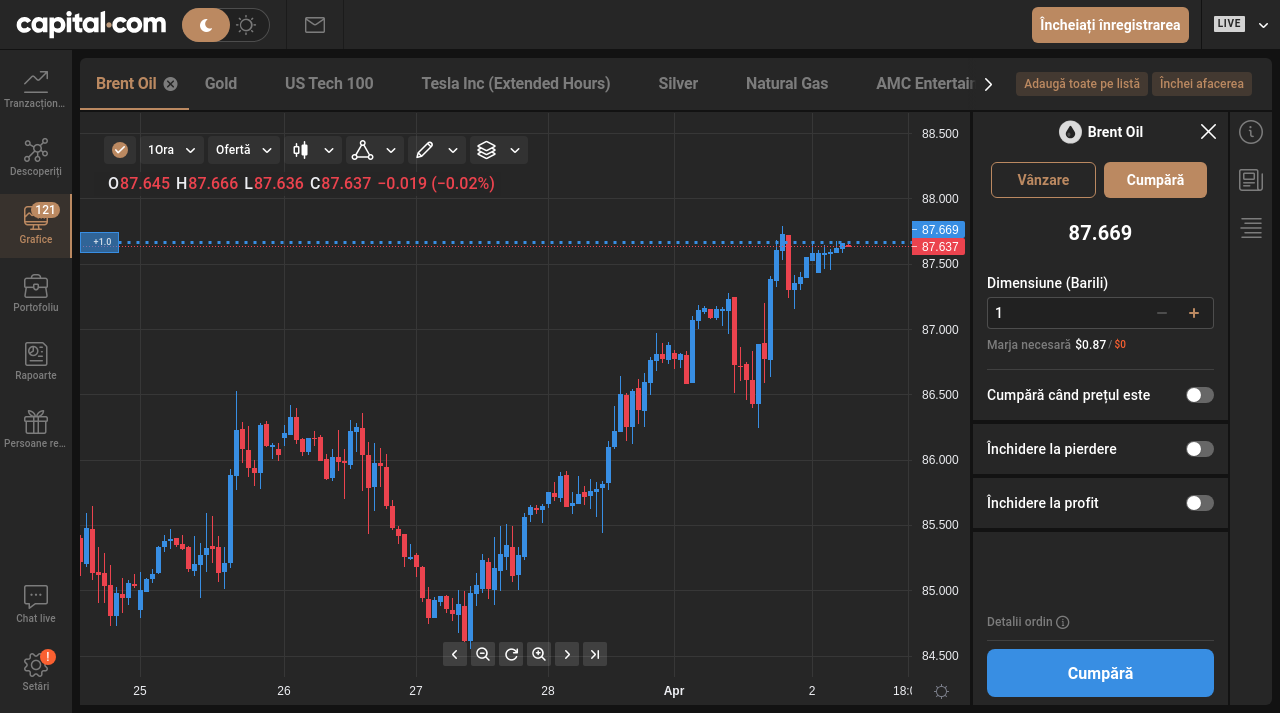 capital.com
Încheiați înregistrarea
LIVE
Tranzacțion...
Descoperiți
121
Grafice
Portofoliu
Rapoarte
Persoane re...
Chat live
!
Setări
Brent Oil
Gold
US Tech 100
Tesla Inc (Extended Hours)
Silver
Natural Gas
AMC Entertain
Adaugă toate pe listă
Închei afacerea
1Ora
Ofertă
O87.645 H87.666 L87.636 C87.637 −0.019 (−0.02%)
+1.0
88.500
88.000
87.669
87.637
87.500
87.000
86.500
86.000
85.500
85.000
84.500
25
26
27
28
Apr
2
18:0
Brent Oil
Vânzare
Cumpără
87.669
Dimensiune (Barili)
1
Marja necesară $0.87 / $0
Cumpără când prețul este
Închidere la pierdere
Închidere la profit
Detalii ordin
Cumpără